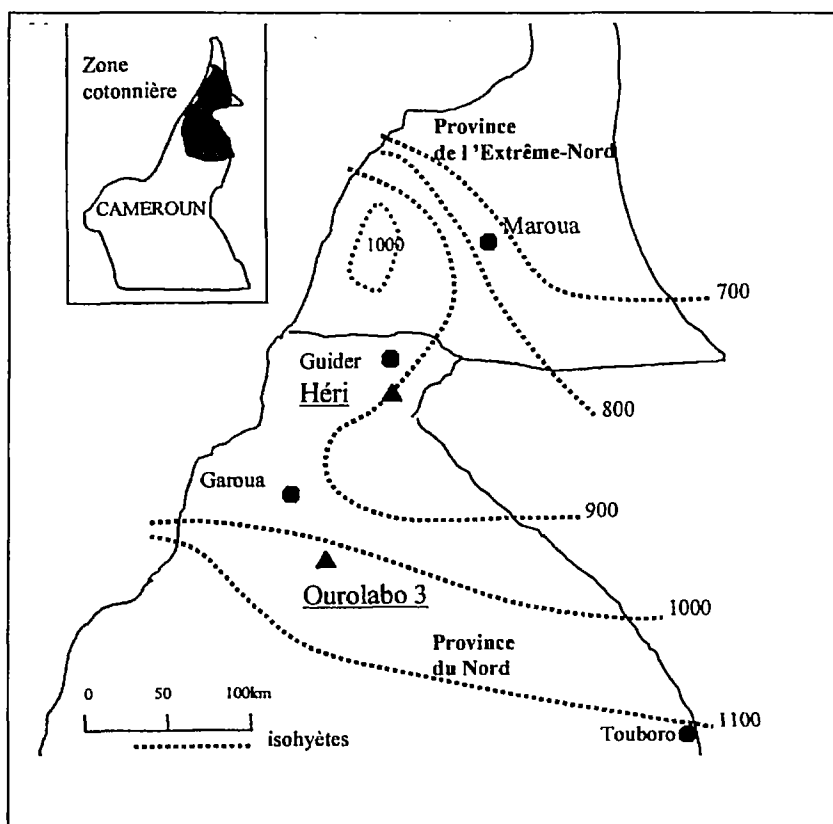 Zone
cotonnière
CAMEROUN
Province
de l'Extrême-Nord
Maroua
1000
700
Guider
Héri
800
Garoua
900
Ourolabo 3
1000
Province
du Nord
0 50 100km
1100
isohyètes
Touboro